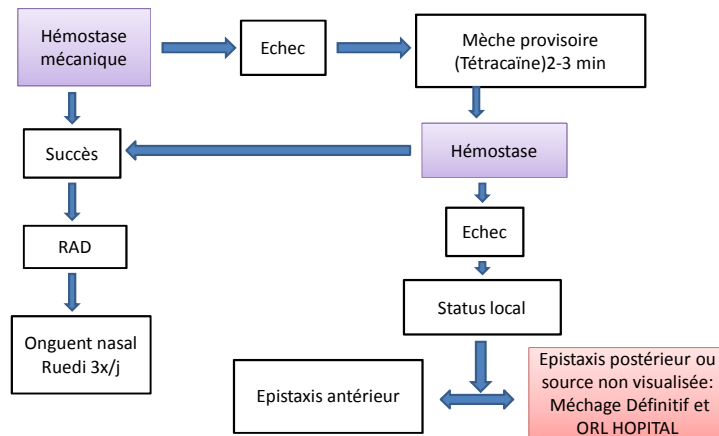 Hémostase
mécanique
Echec
Mèche provisoire
(Tétracaïne)2-3 min
Succès
Hémostase
RAD
Echec
Onguent nasal
Ruedi 3x/j
Status local
Epistaxis antérieur
Epistaxis postérieur ou
source non visualisée:
Méchage Définitif et
ORL HOPITAL